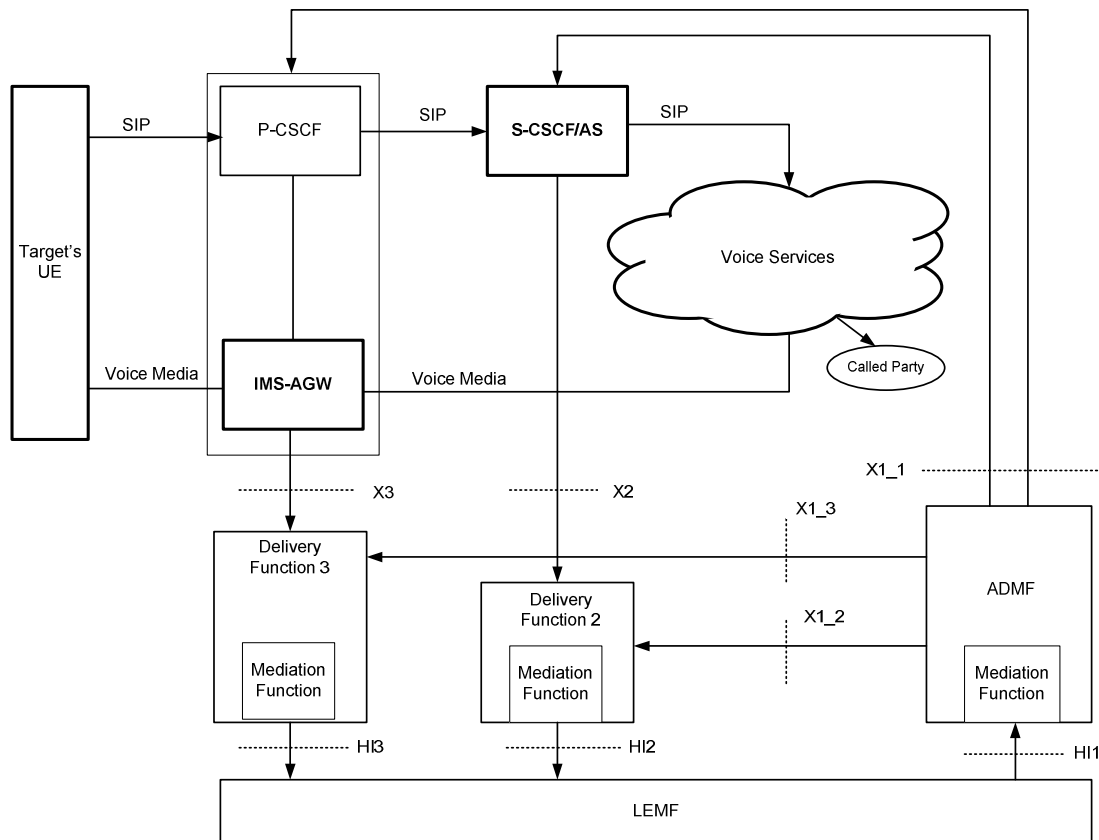 SIP
P-CSCF
SIP
S-CSCF/AS
SIP
Target's
UE
Voice Services
Voice Media
IMS-AGW
Voice Media
Called Party
X1_1
X3
X2
X1_3
Delivery
Function 3
Delivery
Function 2
ADMF
X1_2
Mediation
Function
Mediation
Function
Mediation
Function
HI3
HI2
HI1
LEMF